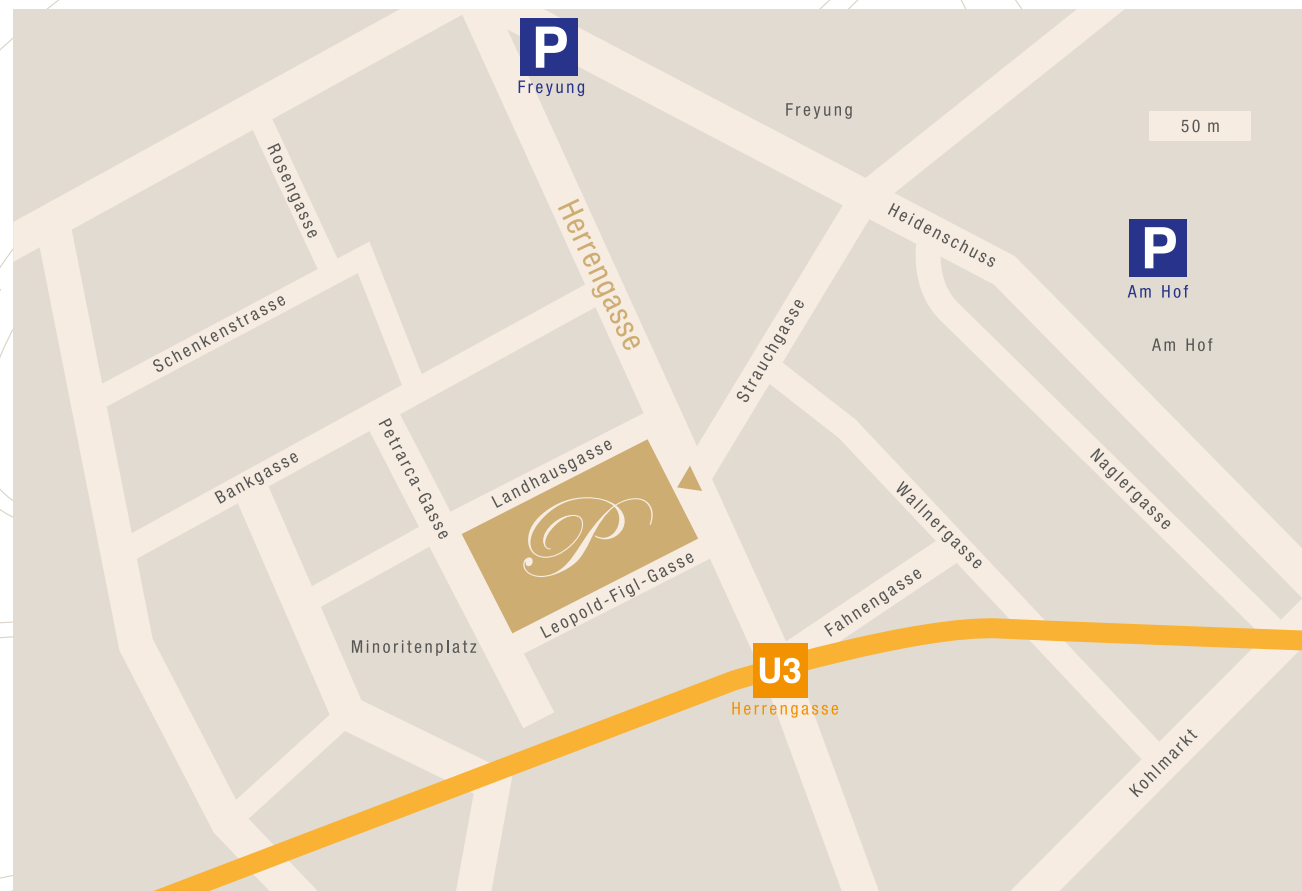 P
Freyung
Freyung
50 m
Rosengasse
Herrengasse
Heidenschuss
P
Am Hof
Am Hof
Schenkenstrasse
Strauchgasse
Petrarca-Gasse
Bankgasse
Landhausgasse
Naglergasse
Wallnergasse
P
Leopold-Figl-Gasse
Fahnengasse
Minoritenplatz
U3
Herrengasse
Kohlmarkt